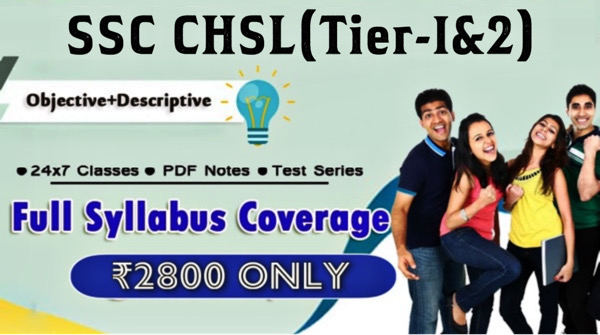 SSC CHSL(Tier-I&2)
Objective+Descriptive
● 24x7 Classes ● PDF Notes ● Test Series
Full Syllabus Coverage
₹2800 ONLY